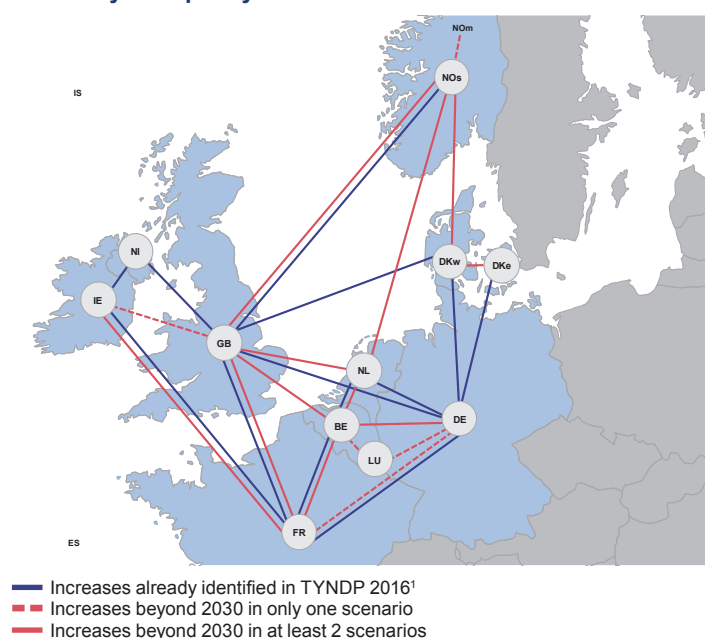 NOm
NOs
IS
NI
DKw
DKe
IE
GB
NL
DE
BE
LU
FR
ES
Increases already identified in TYNDP 2016¹
Increases beyond 2030 in only one scenario
Increases beyond 2030 in at least 2 scenarios